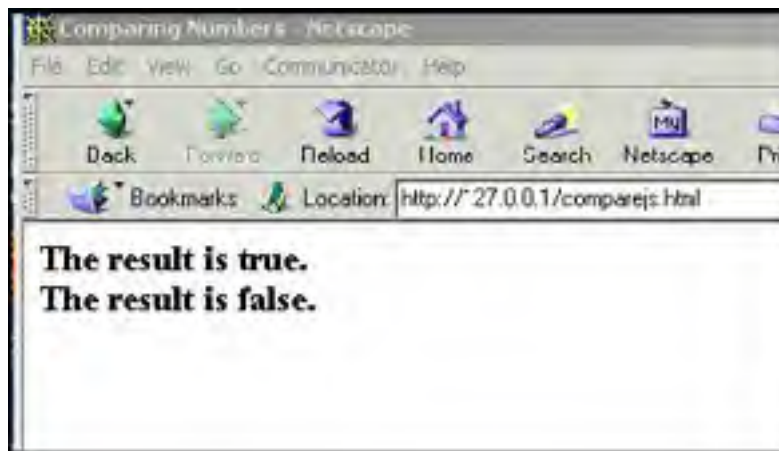 Comparing Numbers - Netscape
File Edit View Go Communicator Help
Back Forward Reload Home Search Netscape
My
Bookmarks Location: http://127.0.0.1/comparejs.html
The result is true.
The result is false.